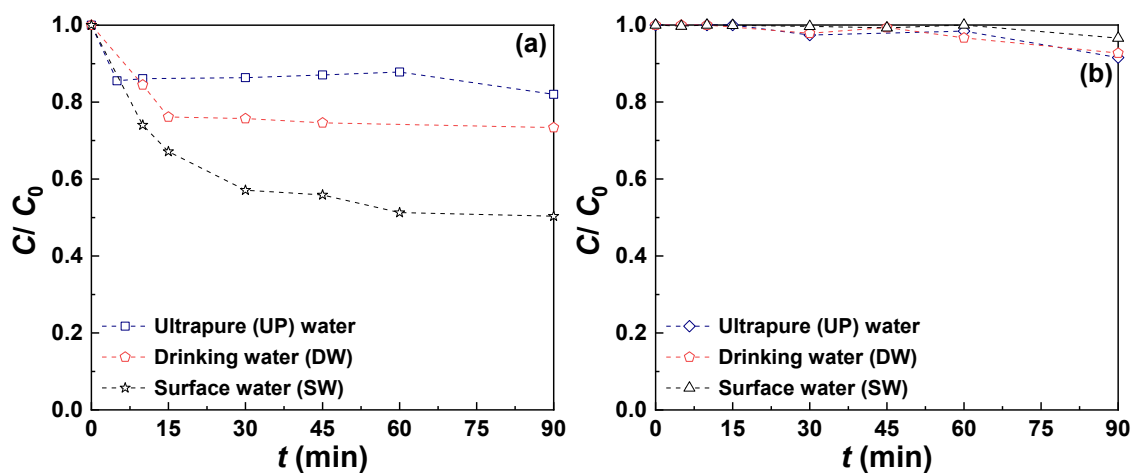 1.0
0.8
0.6
0.4
0.2
0.0
C/ C0
(a)
Ultrapure (UP) water
Drinking water (DW)
Surface water (SW)
0 15 30 45 60 75 90
t (min)
1.0
0.8
0.6
0.4
0.2
0.0
C/ C0
(b)
Ultrapure (UP) water
Drinking water (DW)
Surface water (SW)
0 15 30 45 60 75 90
t (min)